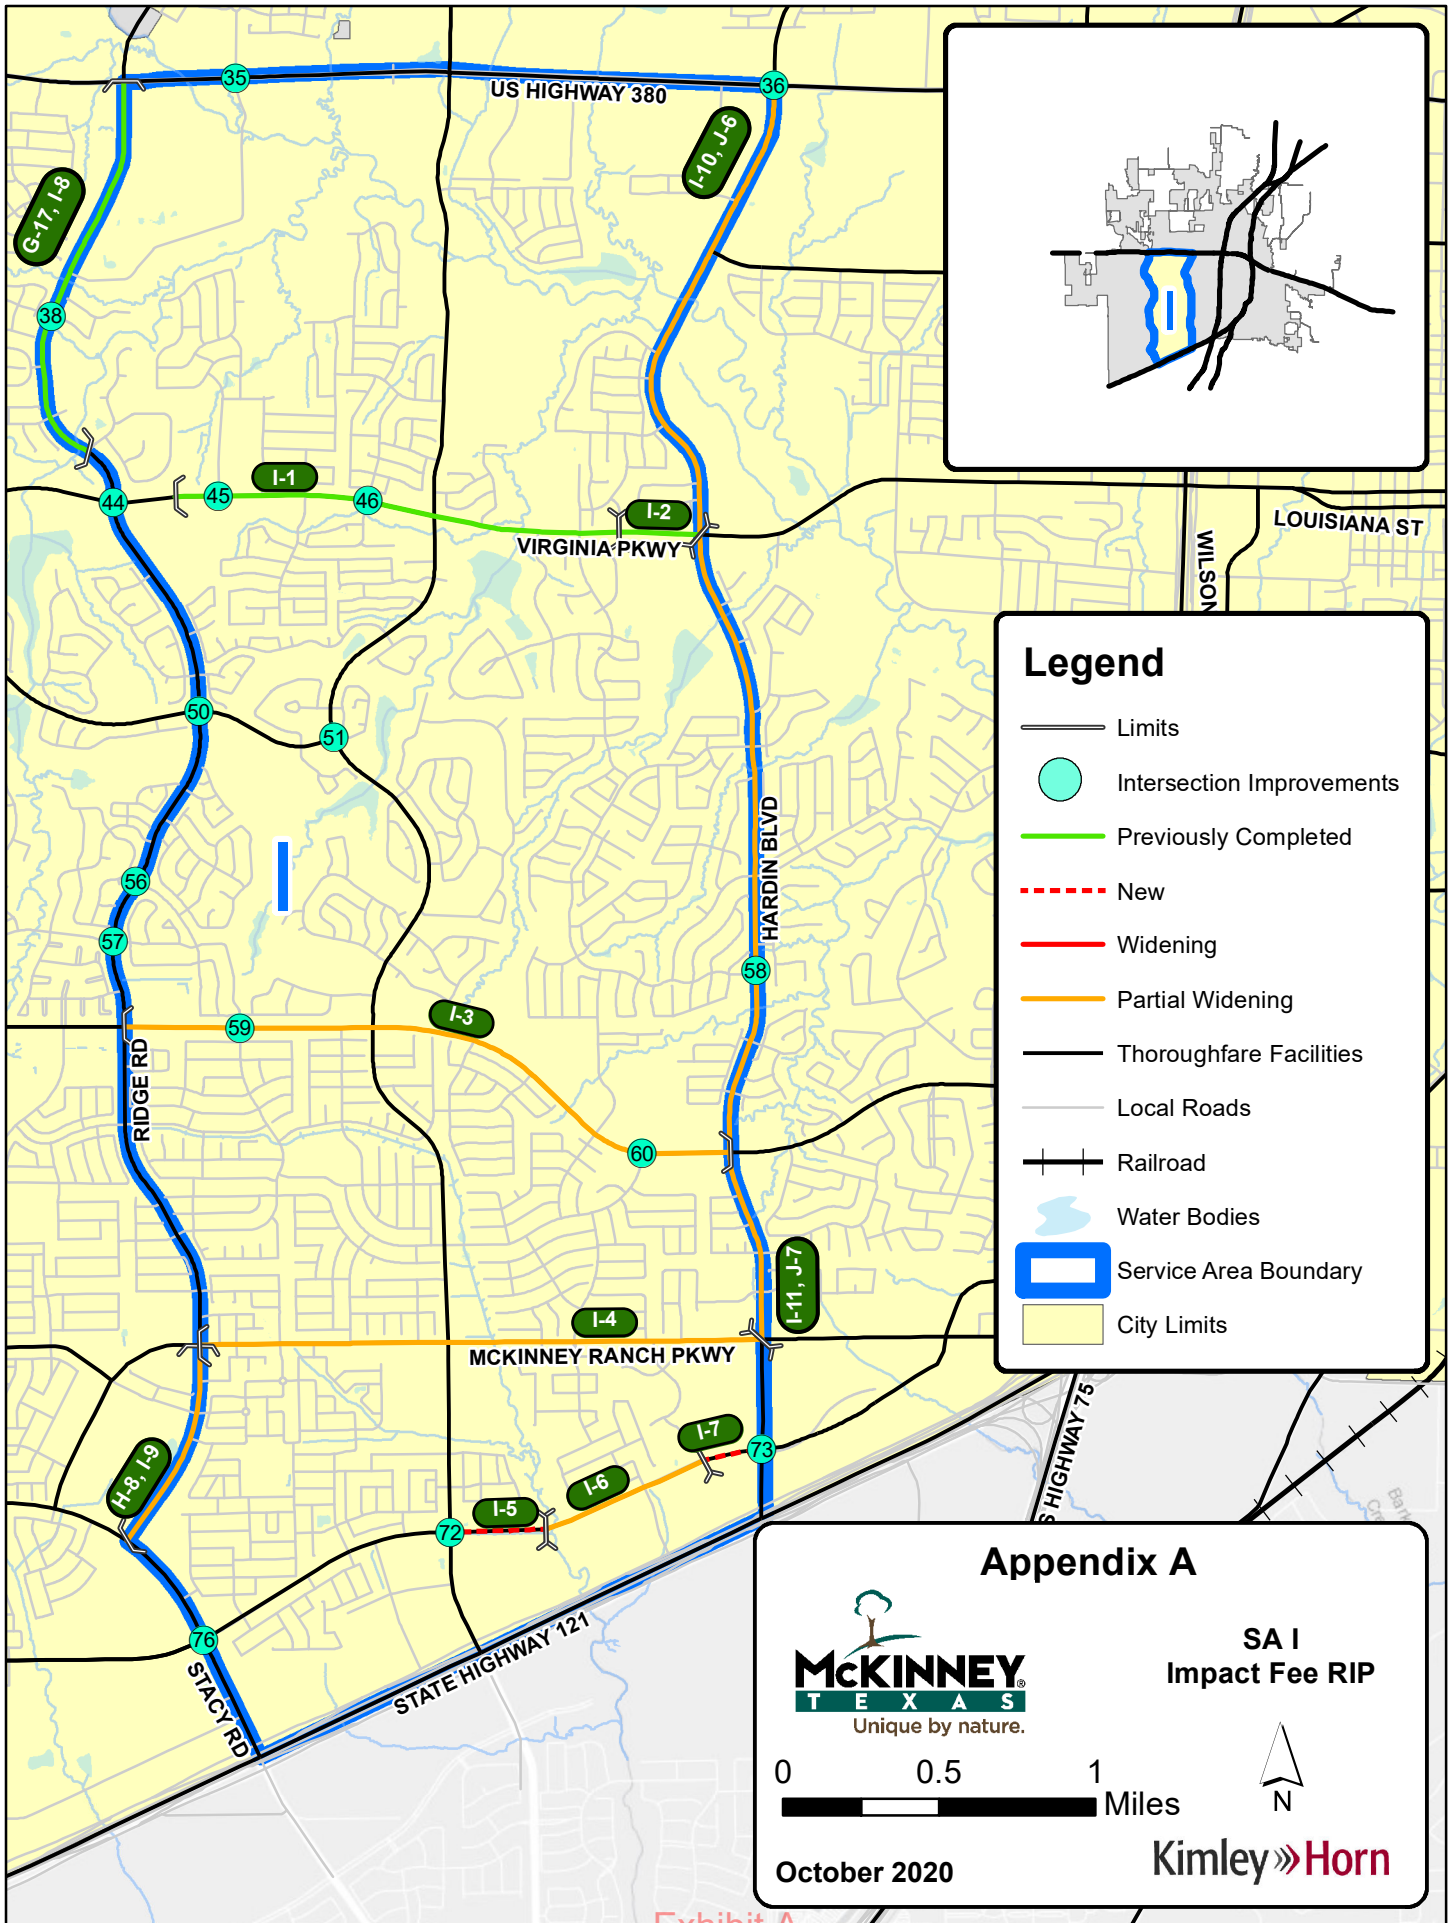 35
US HIGHWAY 380
36
I-10, J-6
G-17, I-8
38
44
45
I-1
46
I-2
VIRGINIA PKWY
LOUISIANA ST
WILSON
I
50
51
HARDIN BLVD
I
56
57
58
I-3
59
RIDGE RD
60
I-11, J-7
I-4
MCKINNEY RANCH PKWY
H-8, I-9
I-7
73
I-6
I-5
72
76
STACY RD
STATE HIGHWAY 121
S HIGHWAY 75
Legend
Limits
Intersection Improvements
Previously Completed
New
Widening
Partial Widening
Thoroughfare Facilities
Local Roads
Railroad
Water Bodies
Service Area Boundary
City Limits
Appendix A
McKINNEY®
TEXAS
Unique by nature.
SA I
Impact Fee RIP
0 0.5 1
Miles
N
October 2020
Kimley»Horn
Exhibit A